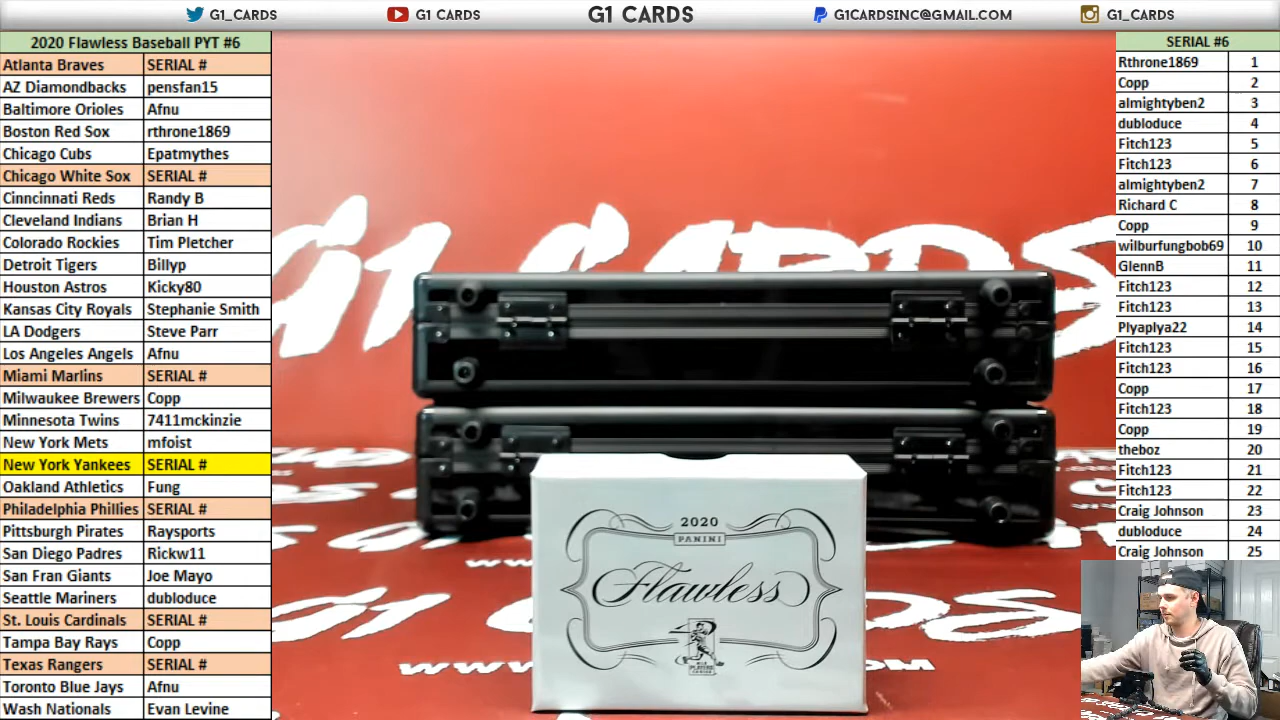 G1_CARDS
G1 CARDS
G1 CARDS
G1CARDSINC@GMAIL.COM
G1_CARDS
2020 Flawless Baseball PYT #6
Atlanta Braves SERIAL #
AZ Diamondbacks pensfan15
Baltimore Orioles Afnu
Boston Red Sox rthrone1869
Chicago Cubs Epatmythes
Chicago White Sox SERIAL #
Cinncinnati Reds Randy B
Cleveland Indians Brian H
Colorado Rockies Tim Pletcher
Detroit Tigers Billyp
Houston Astros Kicky80
Kansas City Royals Stephanie Smith
LA Dodgers Steve Parr
Los Angeles Angels Afnu
Miami Marlins SERIAL #
Milwaukee Brewers Copp
Minnesota Twins 7411mckinzie
New York Mets mfoist
New York Yankees SERIAL #
Oakland Athletics Fung
Philadelphia Phillies SERIAL #
Pittsburgh Pirates Raysports
San Diego Padres Rickw11
San Fran Giants Joe Mayo
Seattle Mariners dubloduce
St. Louis Cardinals SERIAL #
Tampa Bay Rays Copp
Texas Rangers SERIAL #
Toronto Blue Jays Afnu
Wash Nationals Evan Levine
G1 CARDS
2020
PANINI
Flawless
SERIAL #6
Rthrone1869 1
Copp 2
almightyben2 3
dubloduce 4
Fitch123 5
Fitch123 6
almightyben2 7
Richard C 8
Copp 9
wilburfungbob69 10
GlennB 11
Fitch123 12
Fitch123 13
Plyaplya22 14
Fitch123 15
Fitch123 16
Copp 17
Fitch123 18
Copp 19
theboz 20
Fitch123 21
Fitch123 22
Craig Johnson 23
dubloduce 24
Craig Johnson 25